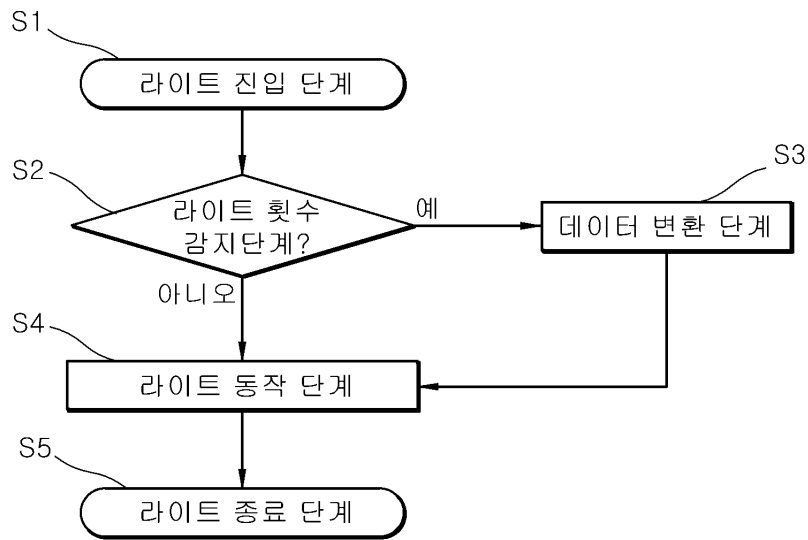 S1
라이트 진입 단계
S2
라이트 횟수
감지단계?
예
S3
데이터 변환 단계
아니오
S4
라이트 동작 단계
S5
라이트 종료 단계